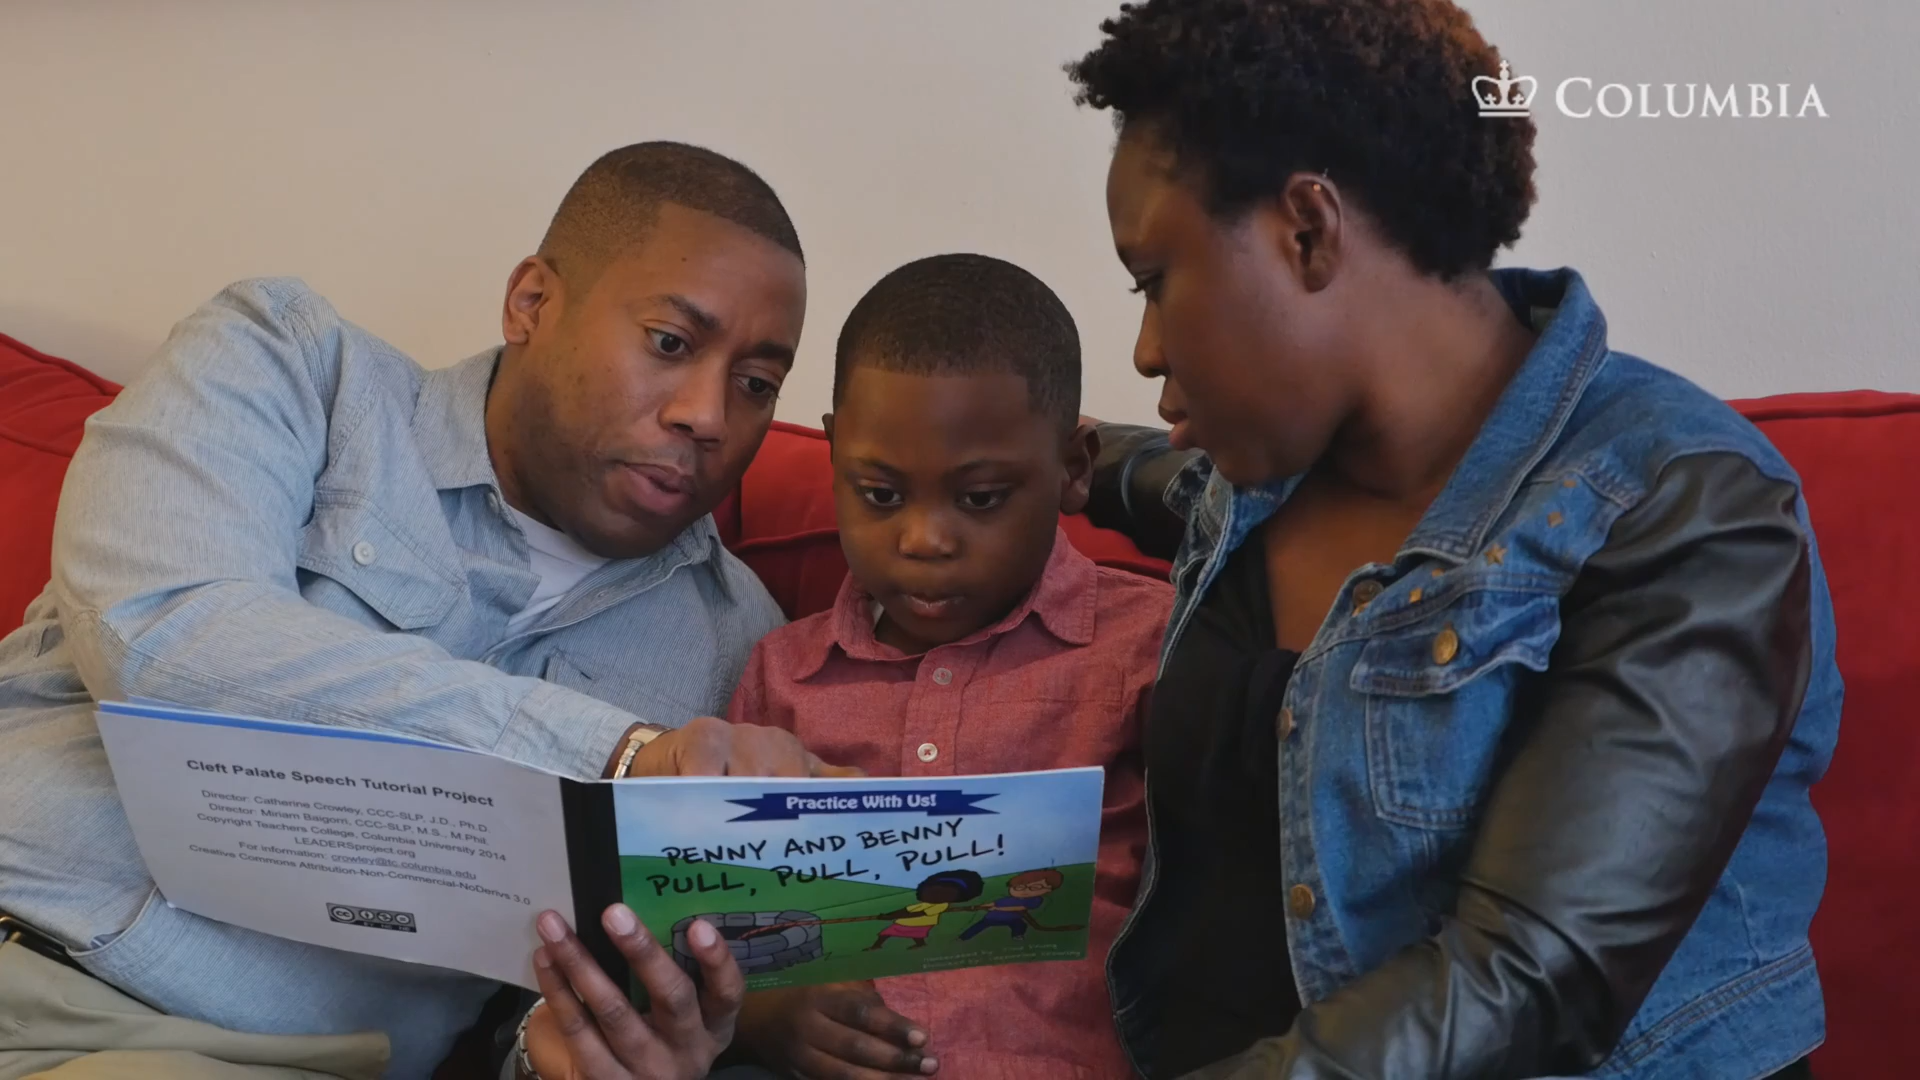 COLUMBIA
Cleft Palate Speech Tutorial Project
Director: Catherine Crowley, CCC-SLP, J.D., Ph.D.
Director: Miriam Baigorri, CCC-SLP, M.S., M.Phil.
Copyright Teachers College, Columbia University 2014
LEADERSproject.org
For information: crowley@tc.columbia.edu
Creative Commons Attribution-Non-Commercial-NoDerivs 3.0
Practice With Us!
PENNY AND BENNY
PULL, PULL, PULL!